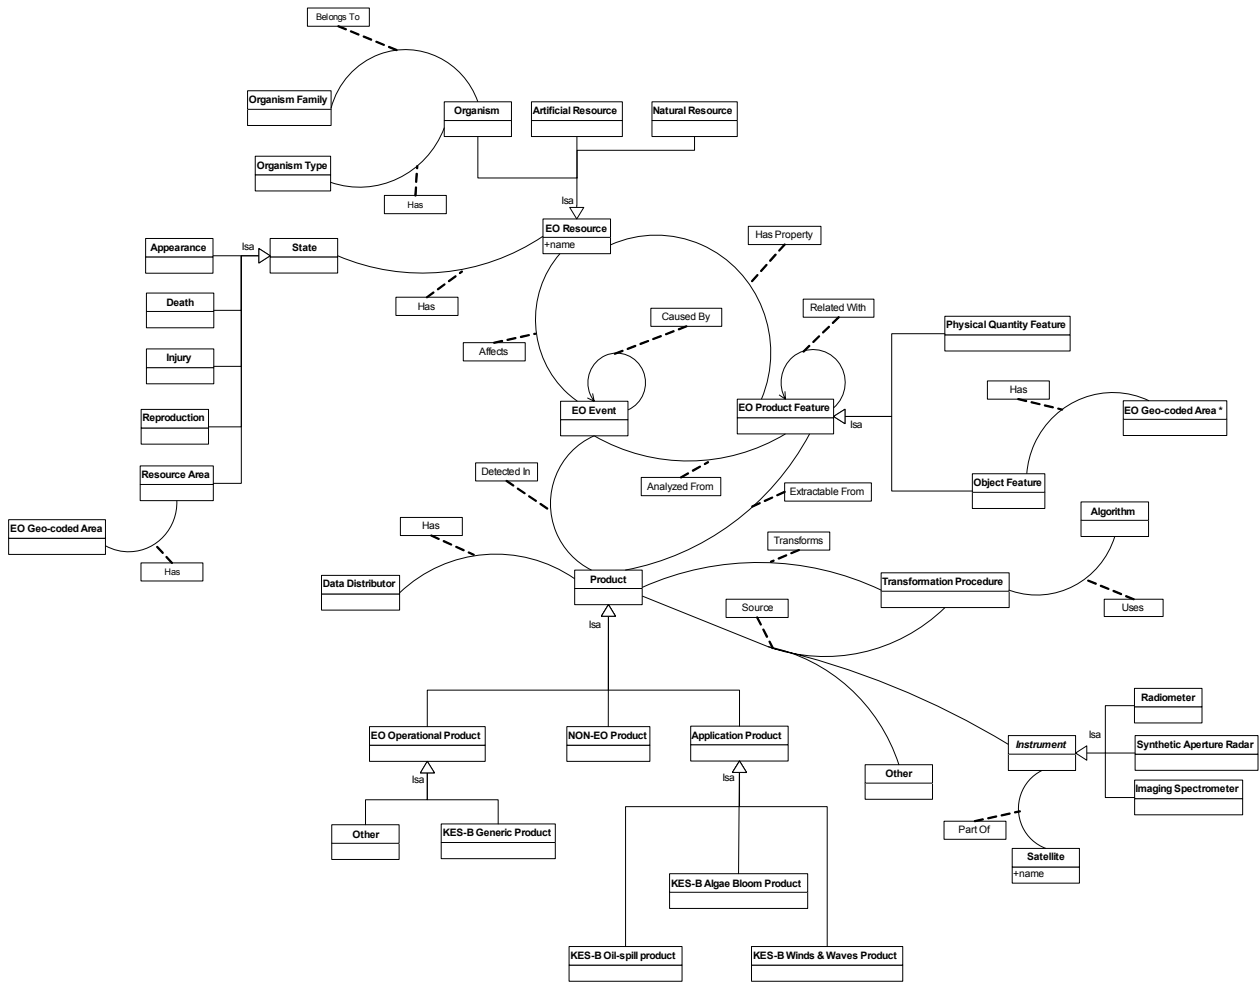 Belongs To
Organism Family
Organism
Artificial Resource
Natural Resource
Organism Type
Has
Isa
EO Resource
+name
Has Property
Appearance
Isa
State
Has
Death
Caused By
Related With
Physical Quantity Feature
Affects
Injury
Has
EO Geo-coded Area *
EO Event
EO Product Feature
Isa
Reproduction
Resource Area
Detected In
Analyzed From
Extractable From
Object Feature
Algorithm
EO Geo-coded Area
Has
Has
Transforms
Data Distributor
Product
Transformation Procedure
Uses
Source
Isa
Radiometer
EO Operational Product
NON-EO Product
Application Product
Instrument
Isa
Synthetic Aperture Radar
Isa
Isa
Other
Imaging Spectrometer
Other
KES-B Generic Product
Part Of
Satellite
+name
KES-B Algae Bloom Product
KES-B Oil-spill product
KES-B Winds & Waves Product